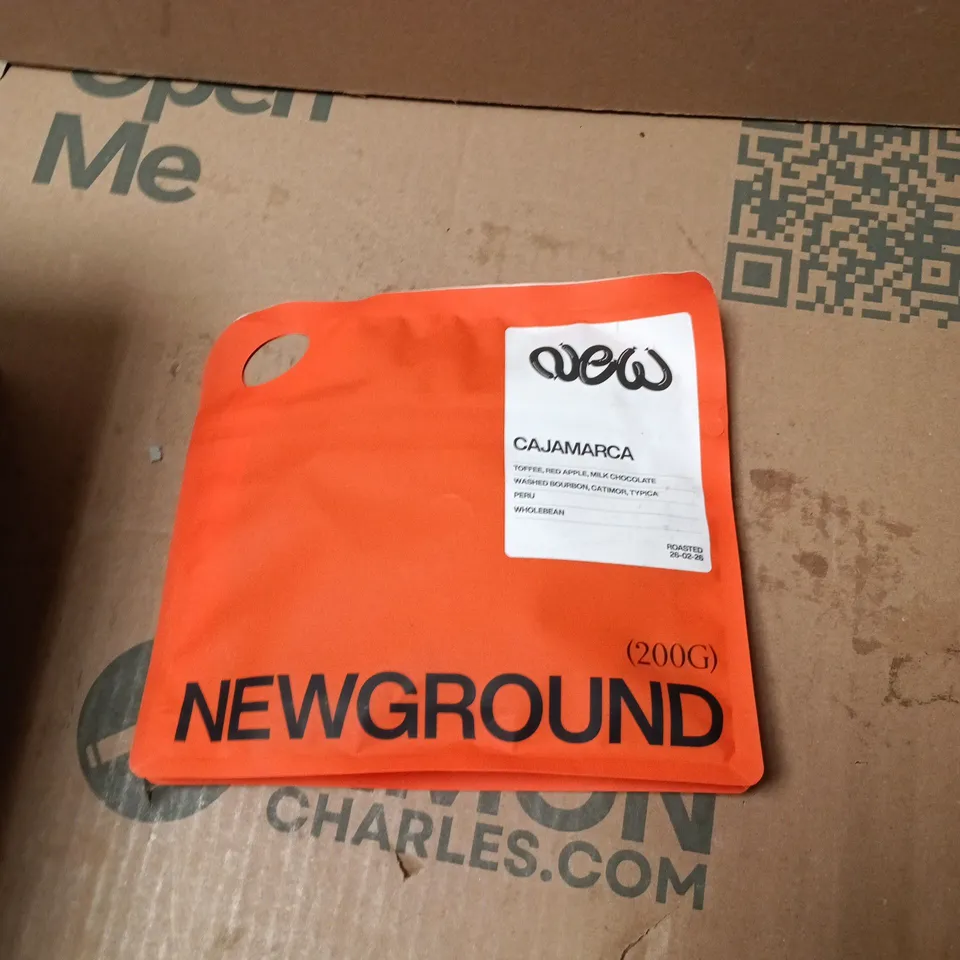 Open
Me
new
CAJAMARCA
TOFFEE, RED APPLE, MILK CHOCOLATE
WASHED BOURBON, CATIMOR, TYPICA
PERU
WHOLEBEAN
ROASTED
26-02-26
(200G)
NEWGROUND
CHARLES.COM